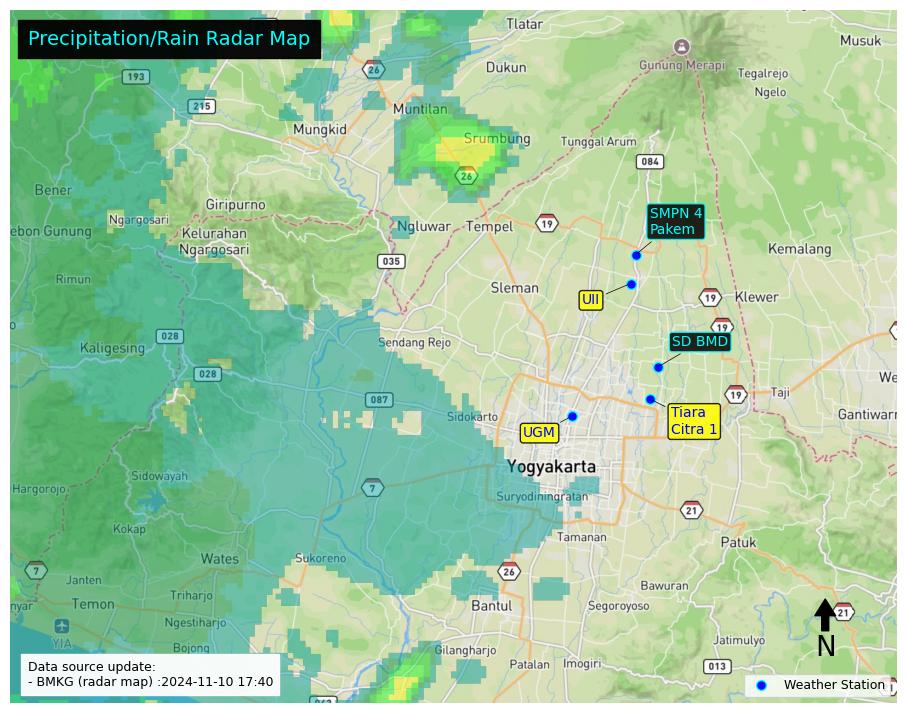 Precipitation/Rain Radar Map
Tlatar
Musuk
193
26
Dukun
Gunung Merapi
Tegalrejo
Ngelo
215
Muntilan
Mungkid
Srumbung
Tunggal Arum
084
26
Bener
Giripurno
Ngargosari
ebon Gunung
Kelurahan
Ngargosari
Ngluwar
Tempel
19
SMPN 4
Pakem
Kemalang
035
Rimun
Sleman
UII
19
Klewer
028
Kaligesing
Sendang Rejo
19
SD BMD
028
087
Sidokarto
UGM
Tiara
Citra 1
19
Taji
We
Gantiwarn
Yogyakarta
Sidowayah
Hargorojo
7
Suryodiningratan
21
Kokap
Tamanan
Patuk
Wates
Sukoreno
7
26
Janten
Triharjo
Temon
Bawuran
nyar
Bantul
Segoroyoso
21
Ngestiharjo
YIA
Bojong
Gilangharjo
Jatimulyo
N
Patalan
Imogiri
013
Data source update:
- BMKG (radar map) :2024-11-10 17:40
Weather Station